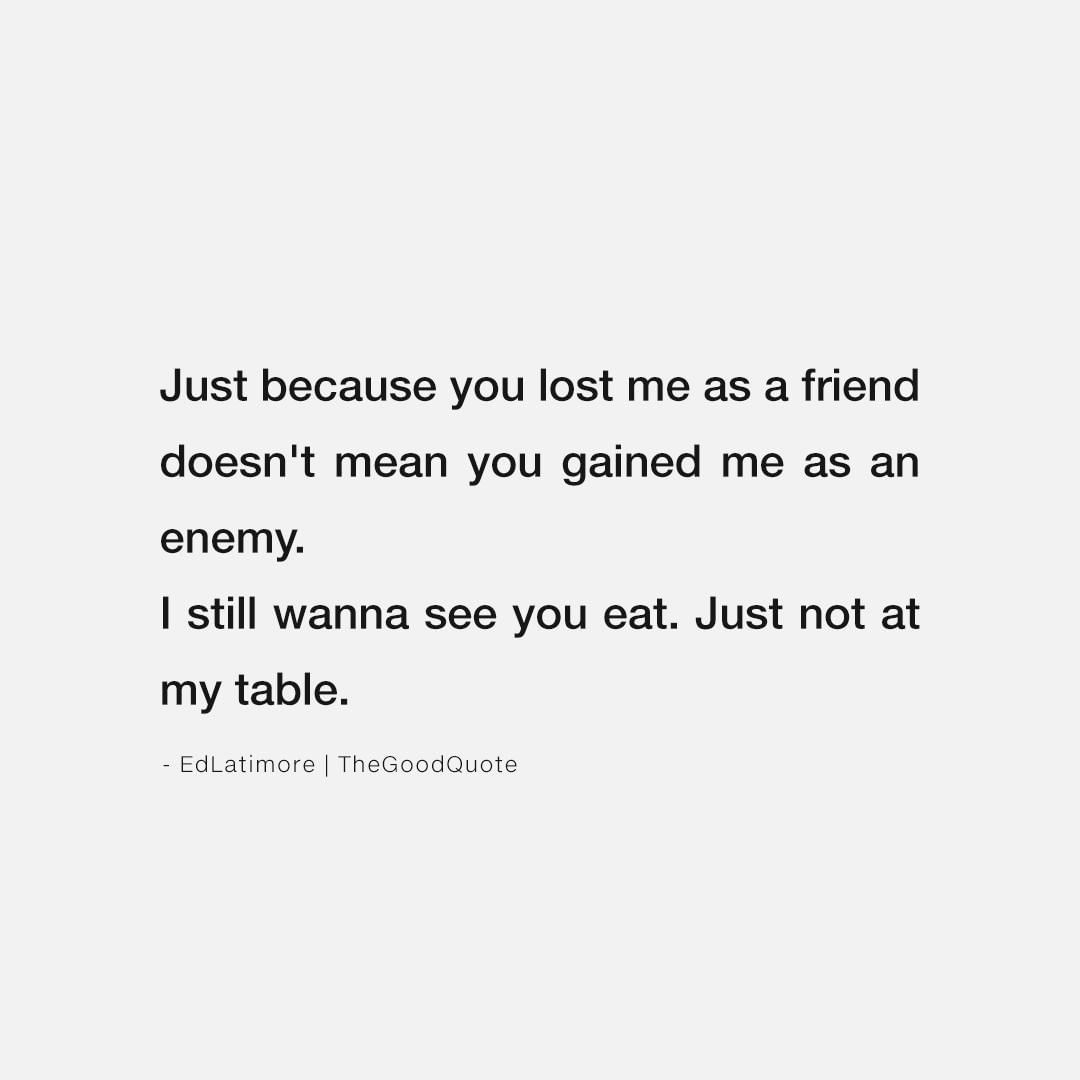 Just because you lost me as a friend
doesn't mean you gained me as an
enemy.
I still wanna see you eat. Just not at
my table.
- EdLatimore | TheGoodQuote